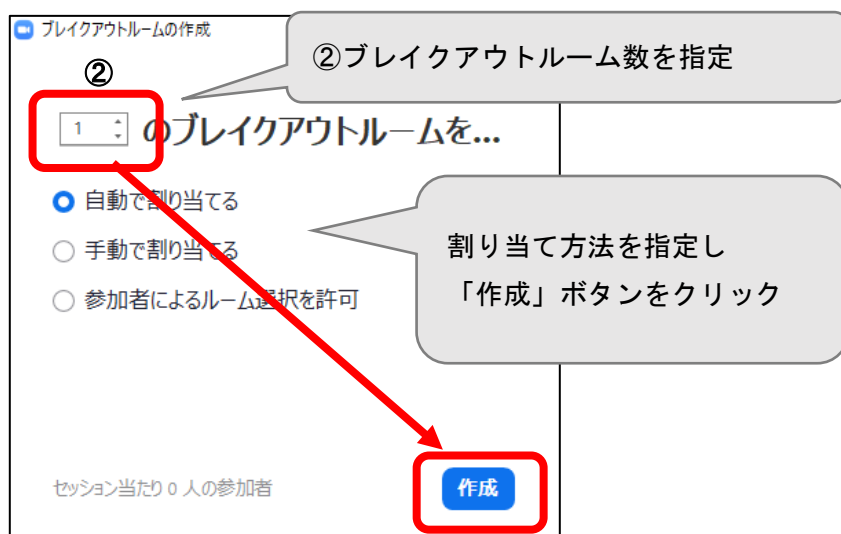 ブレイクアウトルームの作成
②ブレイクアウトルーム数を指定
②
1 のブレイクアウトルームを...
自動で割り当てる
手動で割り当てる
参加者によるルーム選択を許可
割り当て方法を指定し
「作成」ボタンをクリック
セッション当たり 0 人の参加者
作成